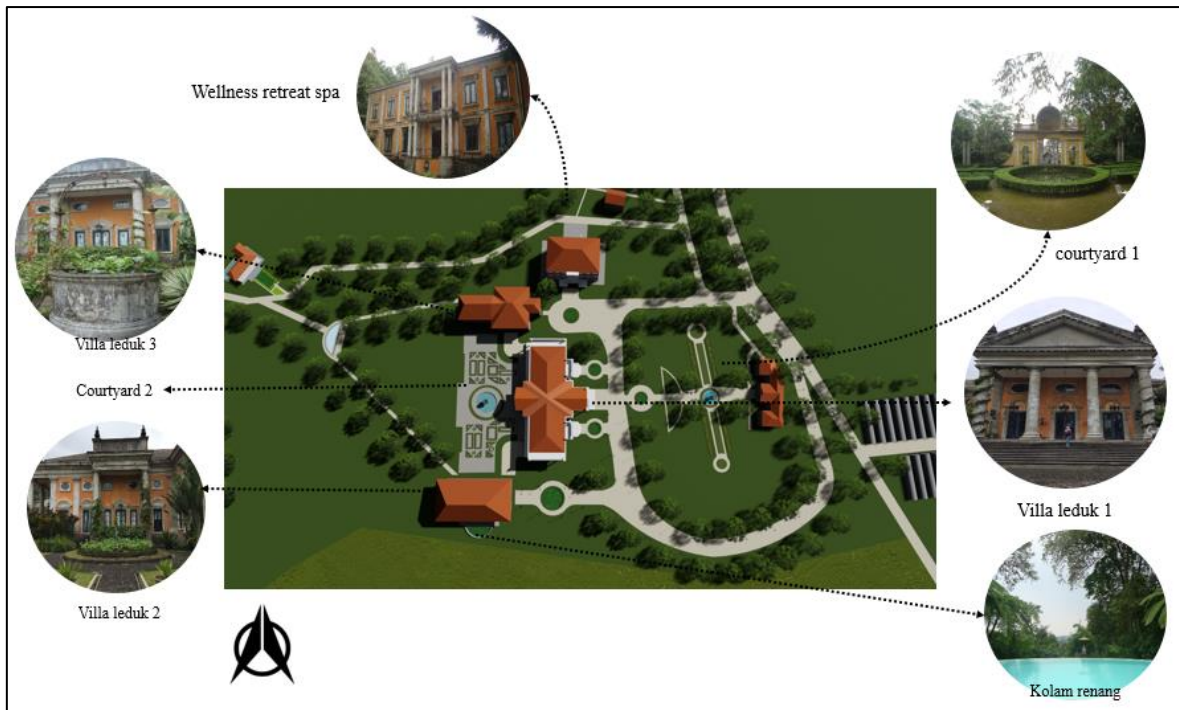 Wellness retreat spa
courtyard 1
Villa leduk 3
Courtyard 2
Villa leduk 1
Villa leduk 2
Kolam renang